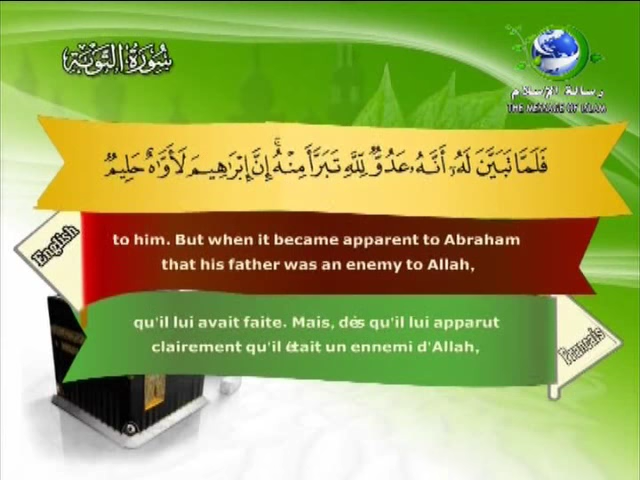 سُورَةُ التَّوْبَةِ
رسالة الإسلام
THE MESSAGE OF ISLAM
فَلَمَّا تَبَيَّنَ لَهُۥٓ أَنَّهُۥ عَدُوٌّ لِّلَّهِ تَبَرَّأَ مِنْهُ ۚ إِنَّ إِبْرَٰهِيمَ لَأَوَّٰهٌ حَلِيمٌ
English
to him. But when it became apparent to Abraham
that his father was an enemy to Allah,
qu'il lui avait faite. Mais, dès qu'il lui apparut
clairement qu'il était un ennemi d'Allah,
Francais